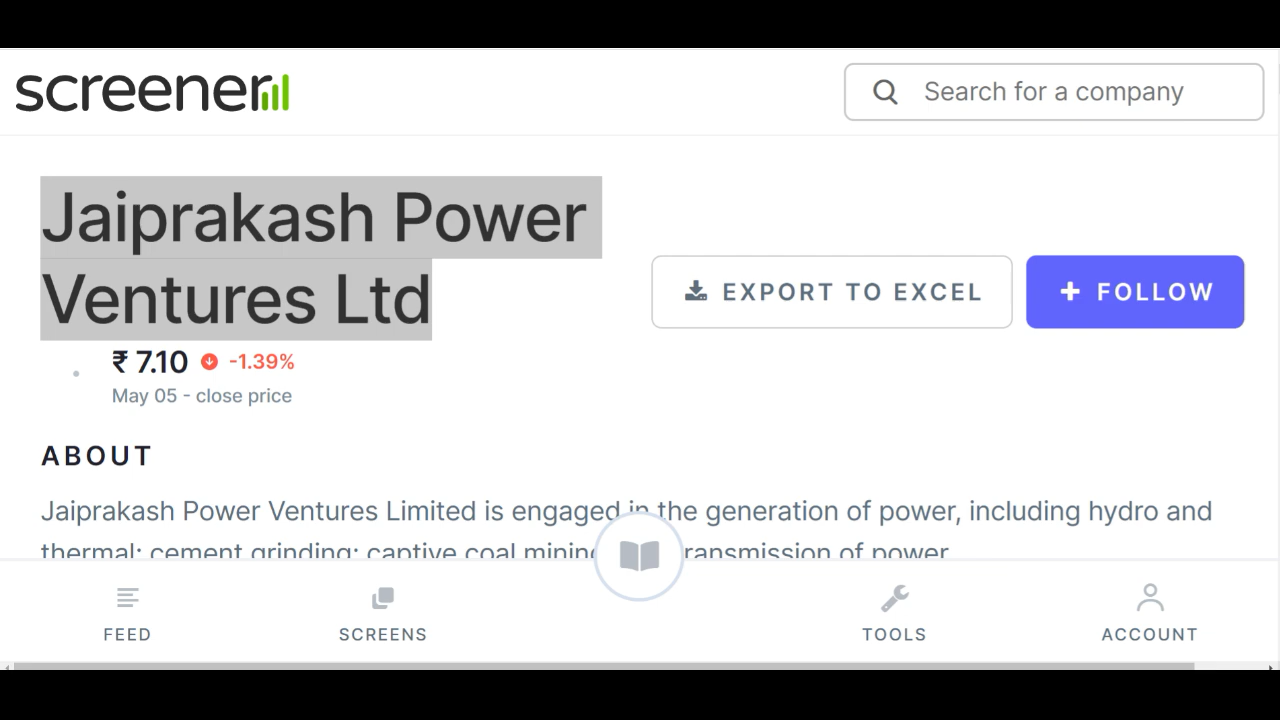 screener
Search for a company
Jaiprakash Power
Ventures Ltd
EXPORT TO EXCEL
FOLLOW
₹ 7.10 -1.39%
May 05 - close price
ABOUT
Jaiprakash Power Ventures Limited is engaged in the generation of power, including hydro and
thermal; cement grinding; captive coal mining transmission of power
FEED
SCREENS
TOOLS
ACCOUNT